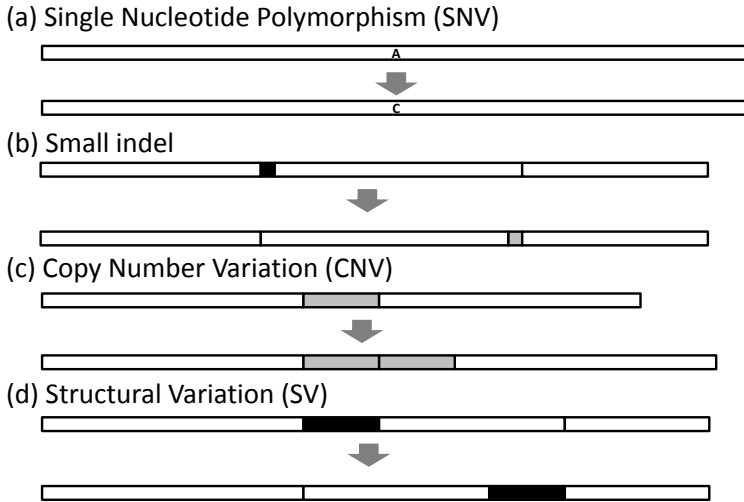 (a) Single Nucleotide Polymorphism (SNV)
A
C
(b) Small indel
(c) Copy Number Variation (CNV)
(d) Structural Variation (SV)